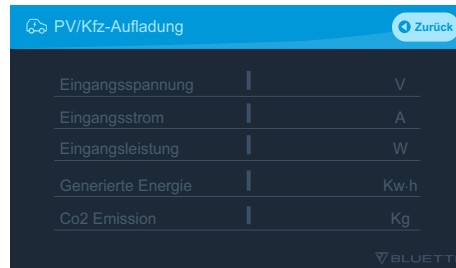 PV/Kfz-Aufladung Zurück
Eingangsspannung V
Eingangsstrom A
Eingangsleistung W
Generierte Energie Kw·h
Co2 Emission Kg
BLUETTI